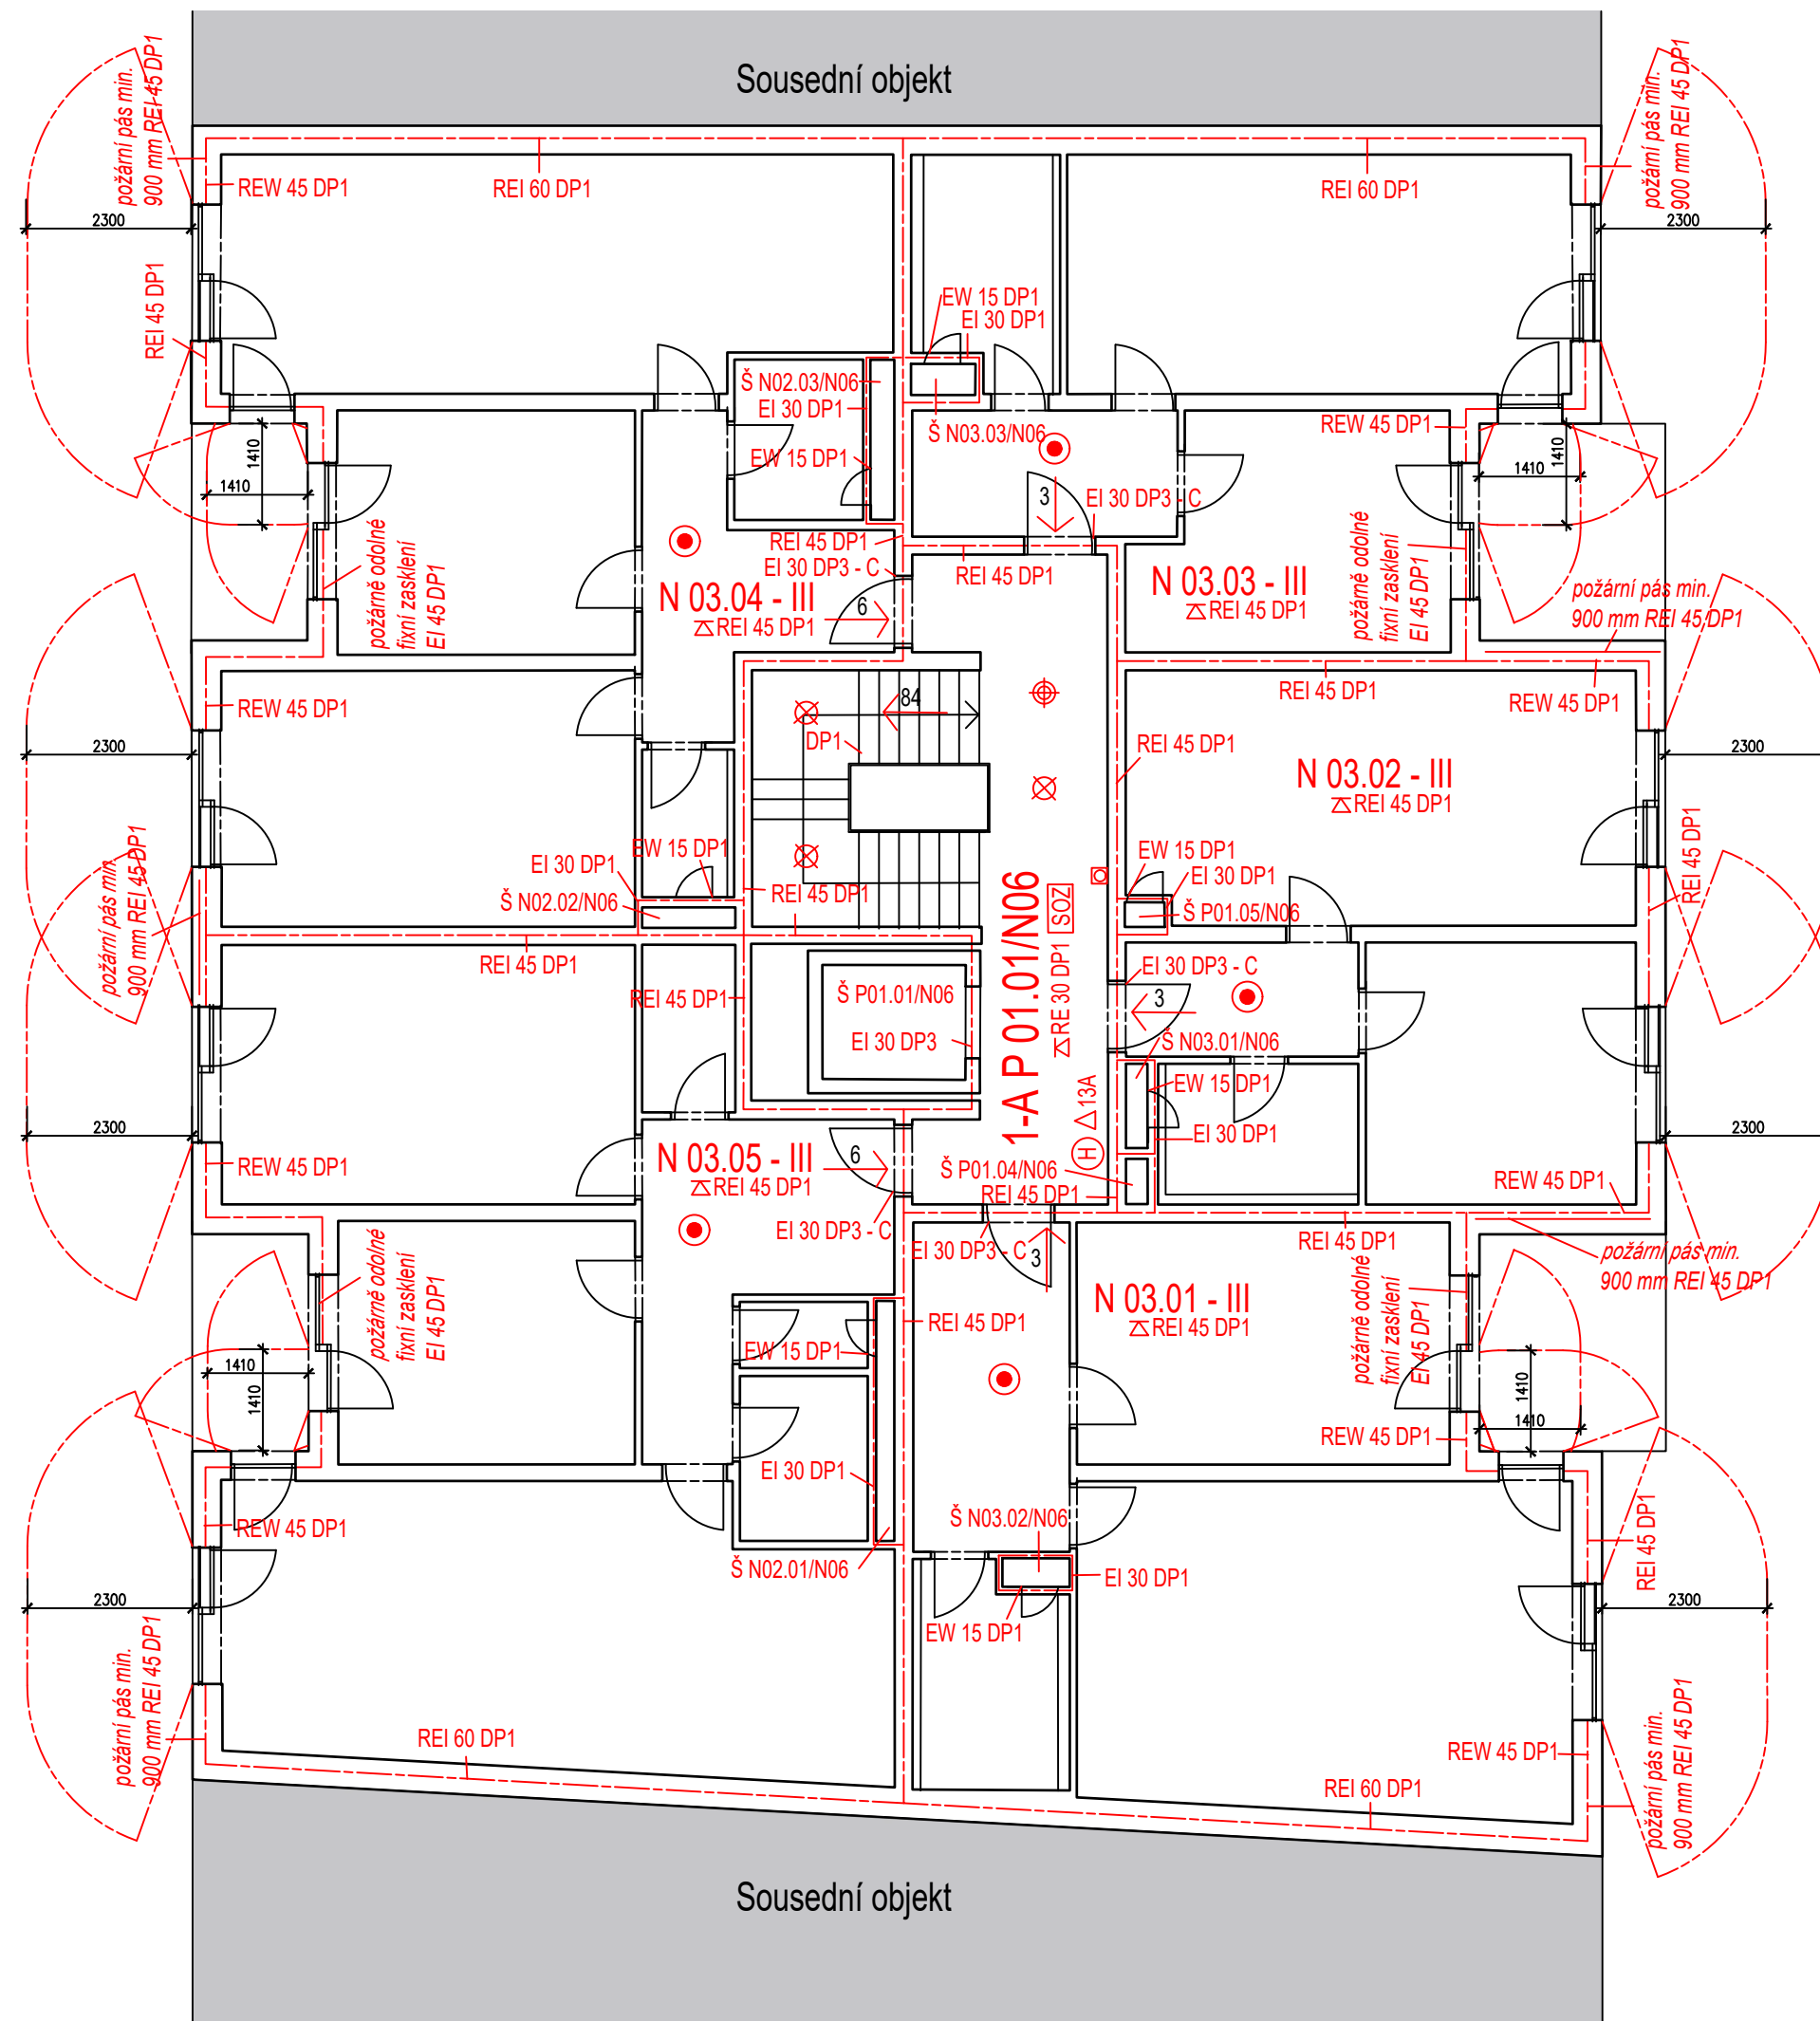 Sousední objekt
požární pás min.
900 mm REI 45 DP1
požární pás min.
900 mm REI 45 DP1
REW 45 DP1
REI 60 DP1
REI 60 DP1
2300
2300
REI 45 DP1
EW 15 DP1
EI 30 DP1
Š N02.03/N06
EI 30 DP1
EW 15 DP1
Š N03.03/N06
REW 45 DP1
1410
1410
1410
1410
3
EI 30 DP3 - C
požárně odolné
fixní zasklení
EI 45 DP1
REI 45 DP1
EI 30 DP3 - C
REI 45 DP1
požárně odolné
fixní zasklení
EI 45 DP1
N 03.04 - III
REI 45 DP1
6
N 03.03 - III
REI 45 DP1
požární pás min.
900 mm REI 45 DP1
REI 45 DP1
REW 45 DP1
REW 45 DP1
84
DP1
2300
REI 45 DP1
2300
N 03.02 - III
REI 45 DP1
požární pás min.
900 mm REI 45 DP1
EI 30 DP1
EW 15 DP1
Š N02.02/N06
REI 45 DP1
EW 15 DP1
EI 30 DP1
Š P01.05/N06
REI 45 DP1
REI 45 DP1
REI 45 DP1
Š P01.01/N06
EI 30 DP3
1-A P 01.01/N06
RE 30 DP1
SOZ
H
13A
EI 30 DP3 - C
3
Š N03.01/N06
EW 15 DP1
EI 30 DP1
2300
2300
REW 45 DP1
N 03.05 - III
REI 45 DP1
6
Š P01.04/N06
REI 45 DP1
REW 45 DP1
EI 30 DP3 - C
EI 30 DP3 - C
3
REI 45 DP1
požární pás min.
900 mm REI 45 DP1
požárně odolné
fixní zasklení
EI 45 DP1
N 03.01 - III
REI 45 DP1
požárně odolné
fixní zasklení
EI 45 DP1
REI 45 DP1
EW 15 DP1
1410
1410
1410
1410
REW 45 DP1
EI 30 DP1
REW 45 DP1
Š N03.02/N06
REI 45 DP1
Š N02.01/N06
EI 30 DP1
2300
2300
EW 15 DP1
požární pás min.
900 mm REI 45 DP1
REI 60 DP1
REW 45 DP1
REI 60 DP1
požární pás min.
900 mm REI 45 DP1
Sousední objekt